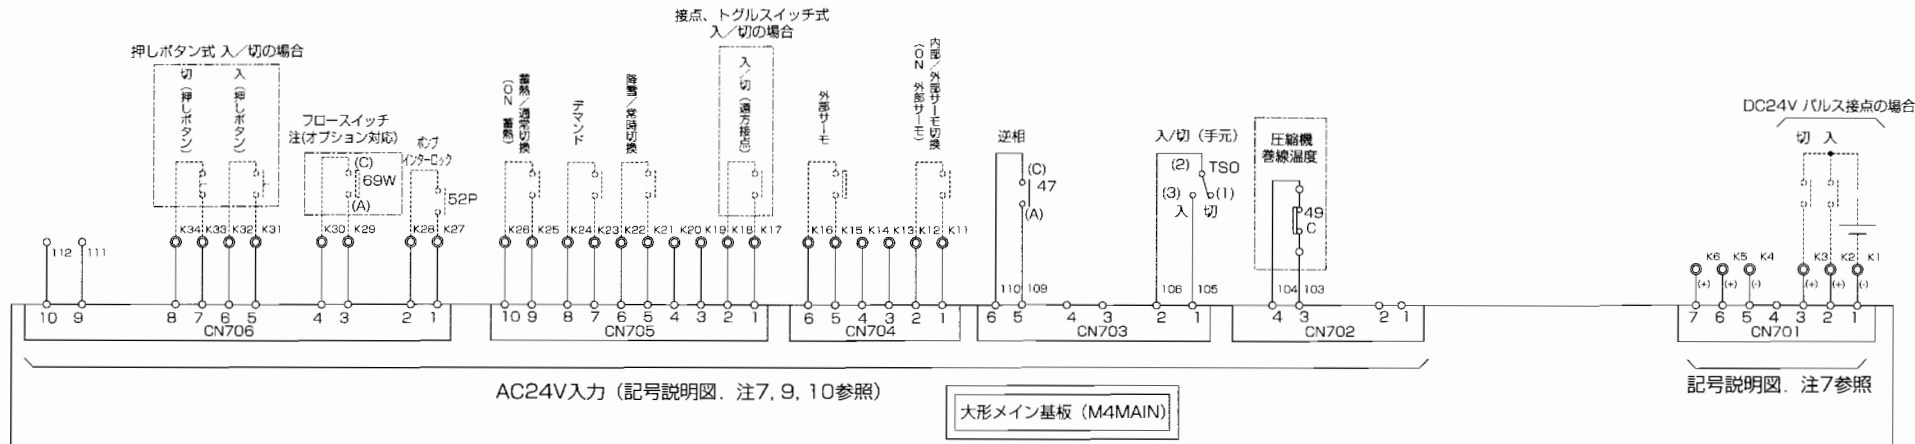 接点、トグルスイッチ式
入／切の場合
押しボタン式 入／切の場合
切（押しボタン）
入（押しボタン）
フロースイッチ
注(オプション対応)
(C)
69W
(A)
ポンプ
インターロック
52P
蓄熱／通常切換
（ON 蓄熱）
デマンド
降雪／常時切換
入／切（遠方接点）
外部サーモ
内部／外部サーモ切換
（ON 外部サーモ）
逆相
(C)
47
(A)
入/切（手元）
(2) TSO
(3) (1)
入 切
圧縮機
巻線温度
49
C
DC24V パルス接点の場合
切 入
112 111 K34 K33 K32 K31 K30 K29 K28 K27 K26 K25 K24 K23 K22 K21 K20 K19 K18 K17 K16 K15 K14 K13 K12 K11
K6 K5 K4 K3 K2 K1
(+) (+) (-) (+) (+) (-)
110 109 106 105 104 103
10 9 8 7 6 5 4 3 2 1
CN706
10 9 8 7 6 5 4 3 2 1
CN705
6 5 4 3 2 1
CN704
6 5 4 3 2 1
CN703
4 3 2 1
CN702
7 6 5 4 3 2 1
CN701
AC24V入力（記号説明図．注7, 9, 10参照）
記号説明図．注7参照
大形メイン基板（M4MAIN）